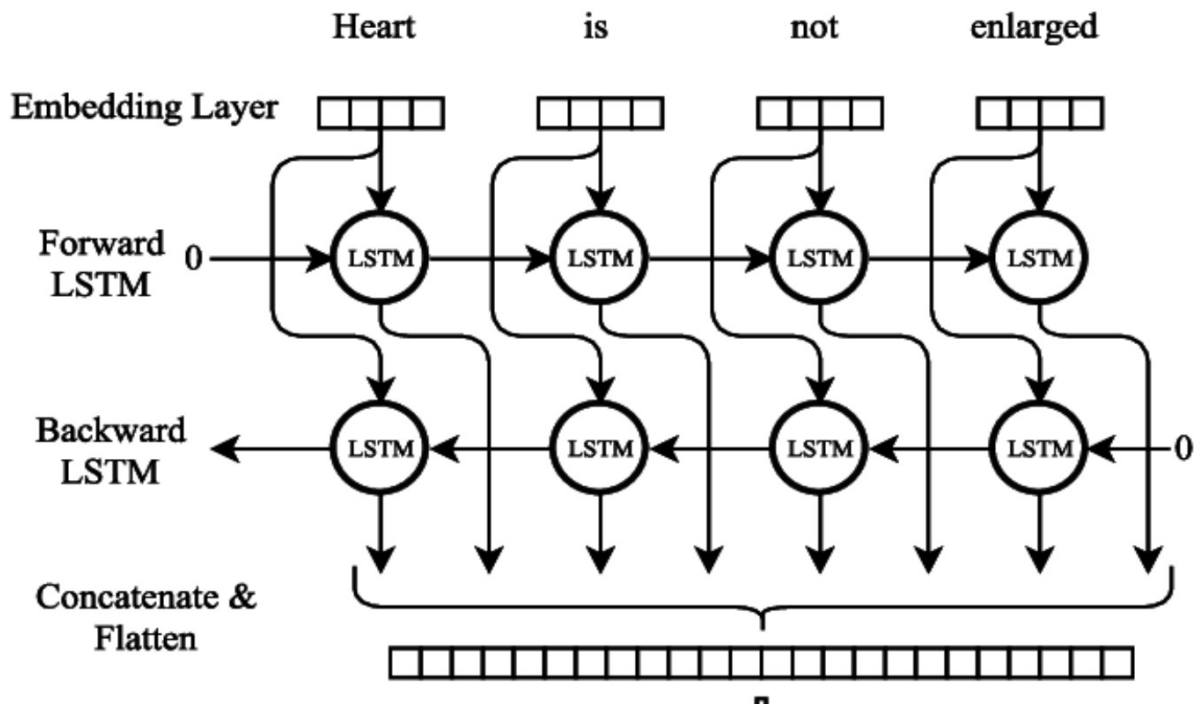 Heart is not enlarged
Embedding Layer
Forward
LSTM
0
LSTM LSTM LSTM LSTM
Backward
LSTM
LSTM LSTM LSTM LSTM
0
Concatenate &
Flatten